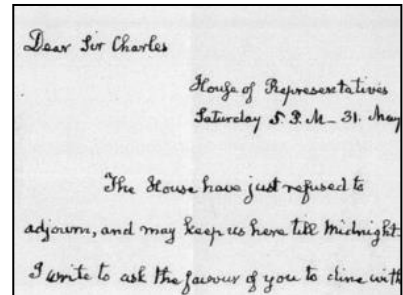 Dear Sir Charles
House of Representatives
Saturday 5 P.M - 31. May
The House have just refused to
adjourn, and may keep us here till Midnight.
I write to ask the favour of you to dine with